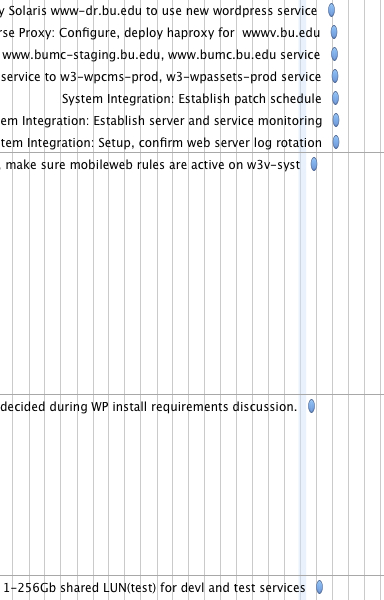 y Solaris www-dr.bu.edu to use new wordpress service
rse Proxy: Configure, deploy haproxy for wwwv.bu.edu
www.bumc-staging.bu.edu, www.bumc.bu.edu service
service to w3-wpcms-prod, w3-wpassets-prod service
System Integration: Establish patch schedule
em Integration: Establish server and service monitoring
tem Integration: Setup, confirm web server log rotation
make sure mobileweb rules are active on w3v-syst
decided during WP install requirements discussion.
1-256Gb shared LUN(test) for devl and test services